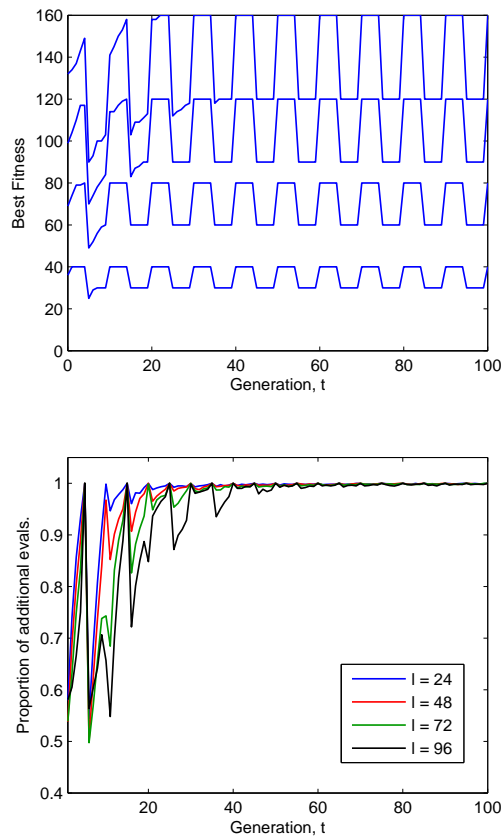 160
140
120
100
80
60
40
20
0
Best Fitness
0 20 40 60 80 100
Generation, t
1
0.9
0.8
0.7
0.6
0.5
0.4
Proportion of additional evals.
l = 24
l = 48
l = 72
l = 96
20 40 60 80 100
Generation, t